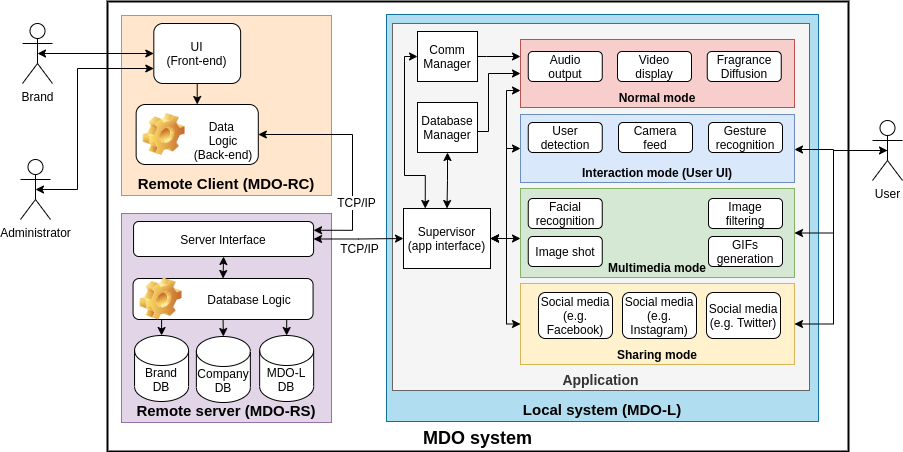 Brand
Administrator
UI
(Front-end)
Data
Logic
(Back-end)
Remote Client (MDO-RC)
TCP/IP
TCP/IP
Server Interface
Database Logic
Brand
DB
Company
DB
MDO-L
DB
Remote server (MDO-RS)
Comm
Manager
Database
Manager
Supervisor
(app interface)
Audio
output
Video
display
Fragrance
Diffusion
Normal mode
User
detection
Camera
feed
Gesture
recognition
Interaction mode (User UI)
Facial
recognition
Image
filtering
Image shot
GIFs
generation
Multimedia mode
Social media
(e.g.
Facebook)
Social media
(e.g.
Instagram)
Social media
(e.g. Twitter)
Sharing mode
Application
Local system (MDO-L)
User
MDO system